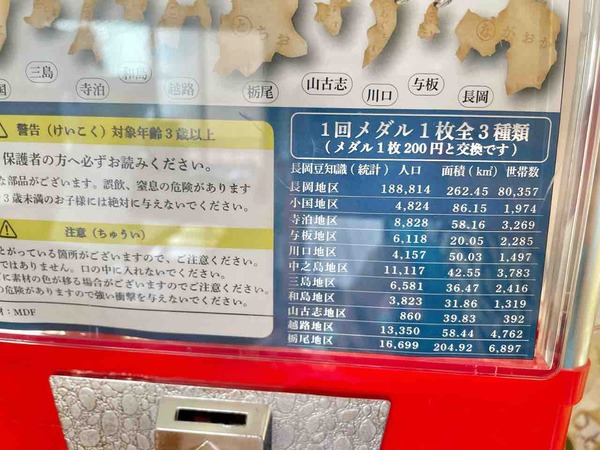 ちお
ながおか
国
三島
寺泊
和島
越路
栃尾
山古志
川口
与板
長岡
警告（けいこく）対象年齢3歳以上
保護者の方へ必ずお読みください。
な部品がございます。誤飲、窒息の危険があります
3歳未満のお子様には絶対に与えないでください。
注意（ちゅうい）
とがっている箇所がございますので、ご注意ください。
ではありません。口の中に入れないでください。
に素材の色が移る場合がございますのでご注意ください。
の危険がありますので強い衝撃を与えないでください。
：MDF
1回メダル1枚全3種類
（メダル1枚200円と交換です）
長岡豆知識（統計） 人口 面積（k㎡） 世帯数
長岡地区 188,814 262.45 80,357
小国地区 4,824 86.15 1,974
寺泊地区 8,828 58.16 3,269
与板地区 6,118 20.05 2,285
川口地区 4,157 50.03 1,497
中之島地区 11,117 42.55 3,783
三島地区 6,581 36.47 2,416
和島地区 3,823 31.86 1,319
山古志地区 860 39.83 392
越路地区 13,350 58.44 4,762
栃尾地区 16,699 204.92 6,897